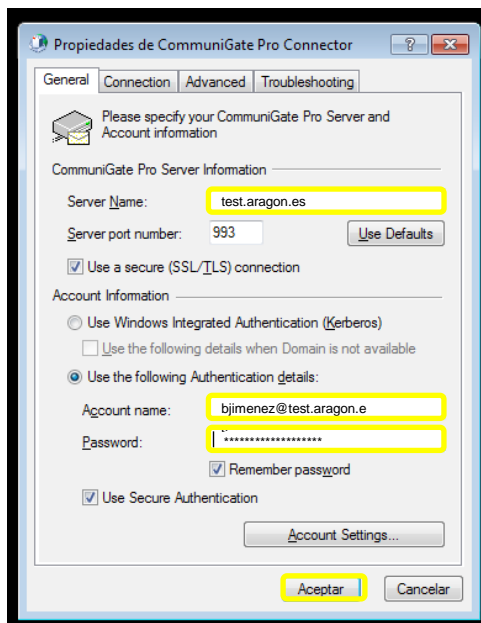 Propiedades de CommuniGate Pro Connector
General Connection Advanced Troubleshooting
Please specify your CommuniGate Pro Server and
Account information
CommuniGate Pro Server Information
Server Name: test.aragon.es
Server port number: 993 Use Defaults
Use a secure (SSL/TLS) connection
Account Information
Use Windows Integrated Authentication (Kerberos)
Use the following details when Domain is not available
Use the following Authentication details:
Account name: bjimenez@test.aragon.e
Password: *******************
Remember password
Use Secure Authentication
Account Settings...
Aceptar Cancelar